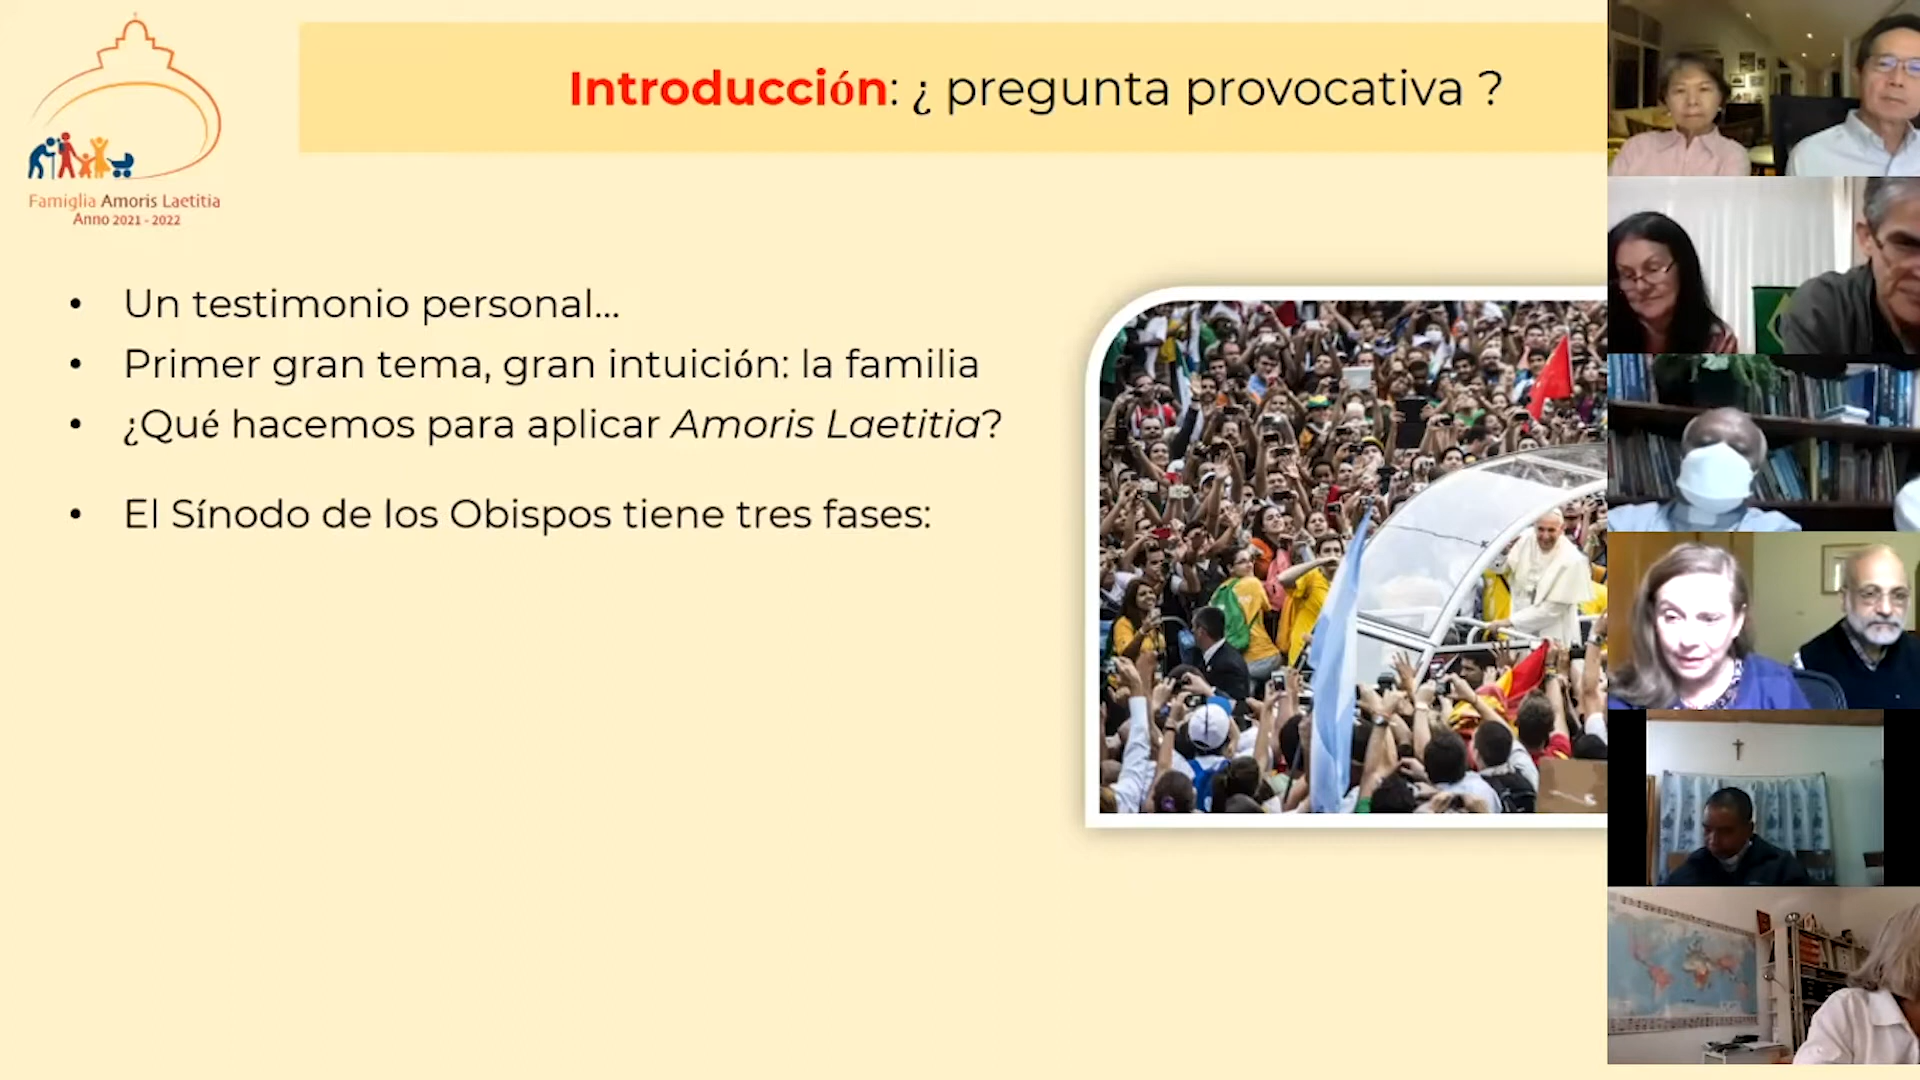 Introducción: ¿ pregunta provocativa ?
Famiglia Amoris Laetitia
Anno 2021 - 2022
• Un testimonio personal...
• Primer gran tema, gran intuición: la familia
• ¿Qué hacemos para aplicar Amoris Laetitia?
• El Sínodo de los Obispos tiene tres fases: